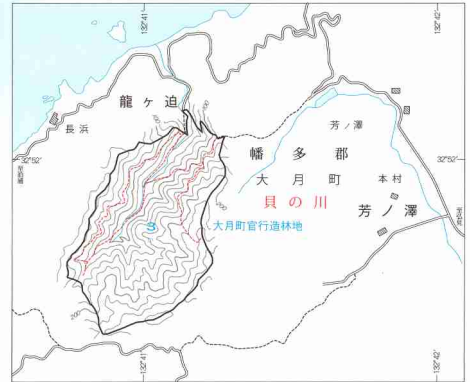 132°41′
132°42′
龍ヶ迫
長浜
芳ノ澤
32°52′
幡多郡
32°52′
大月町
本村
貝の川
芳ノ澤
3
大月町官行造林地
200
132°41′
132°42′